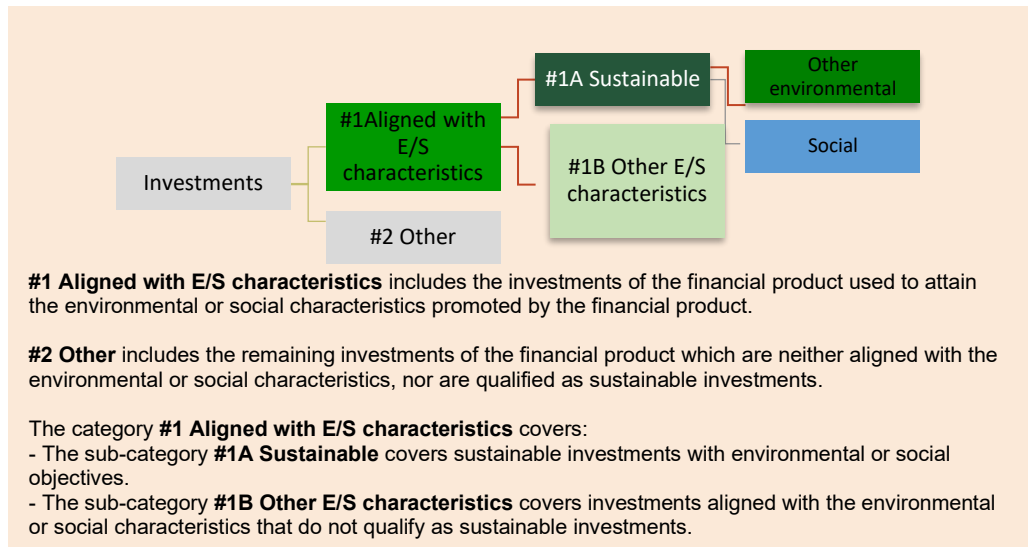 Investments
#1Aligned with
E/S
characteristics
#2 Other
#1A Sustainable
#1B Other E/S
characteristics
Other
environmental
Social
#1 Aligned with E/S characteristics includes the investments of the financial product used to attain
the environmental or social characteristics promoted by the financial product.
#2 Other includes the remaining investments of the financial product which are neither aligned with the
environmental or social characteristics, nor are qualified as sustainable investments.
The category #1 Aligned with E/S characteristics covers:
- The sub-category #1A Sustainable covers sustainable investments with environmental or social
objectives.
- The sub-category #1B Other E/S characteristics covers investments aligned with the environmental
or social characteristics that do not qualify as sustainable investments.